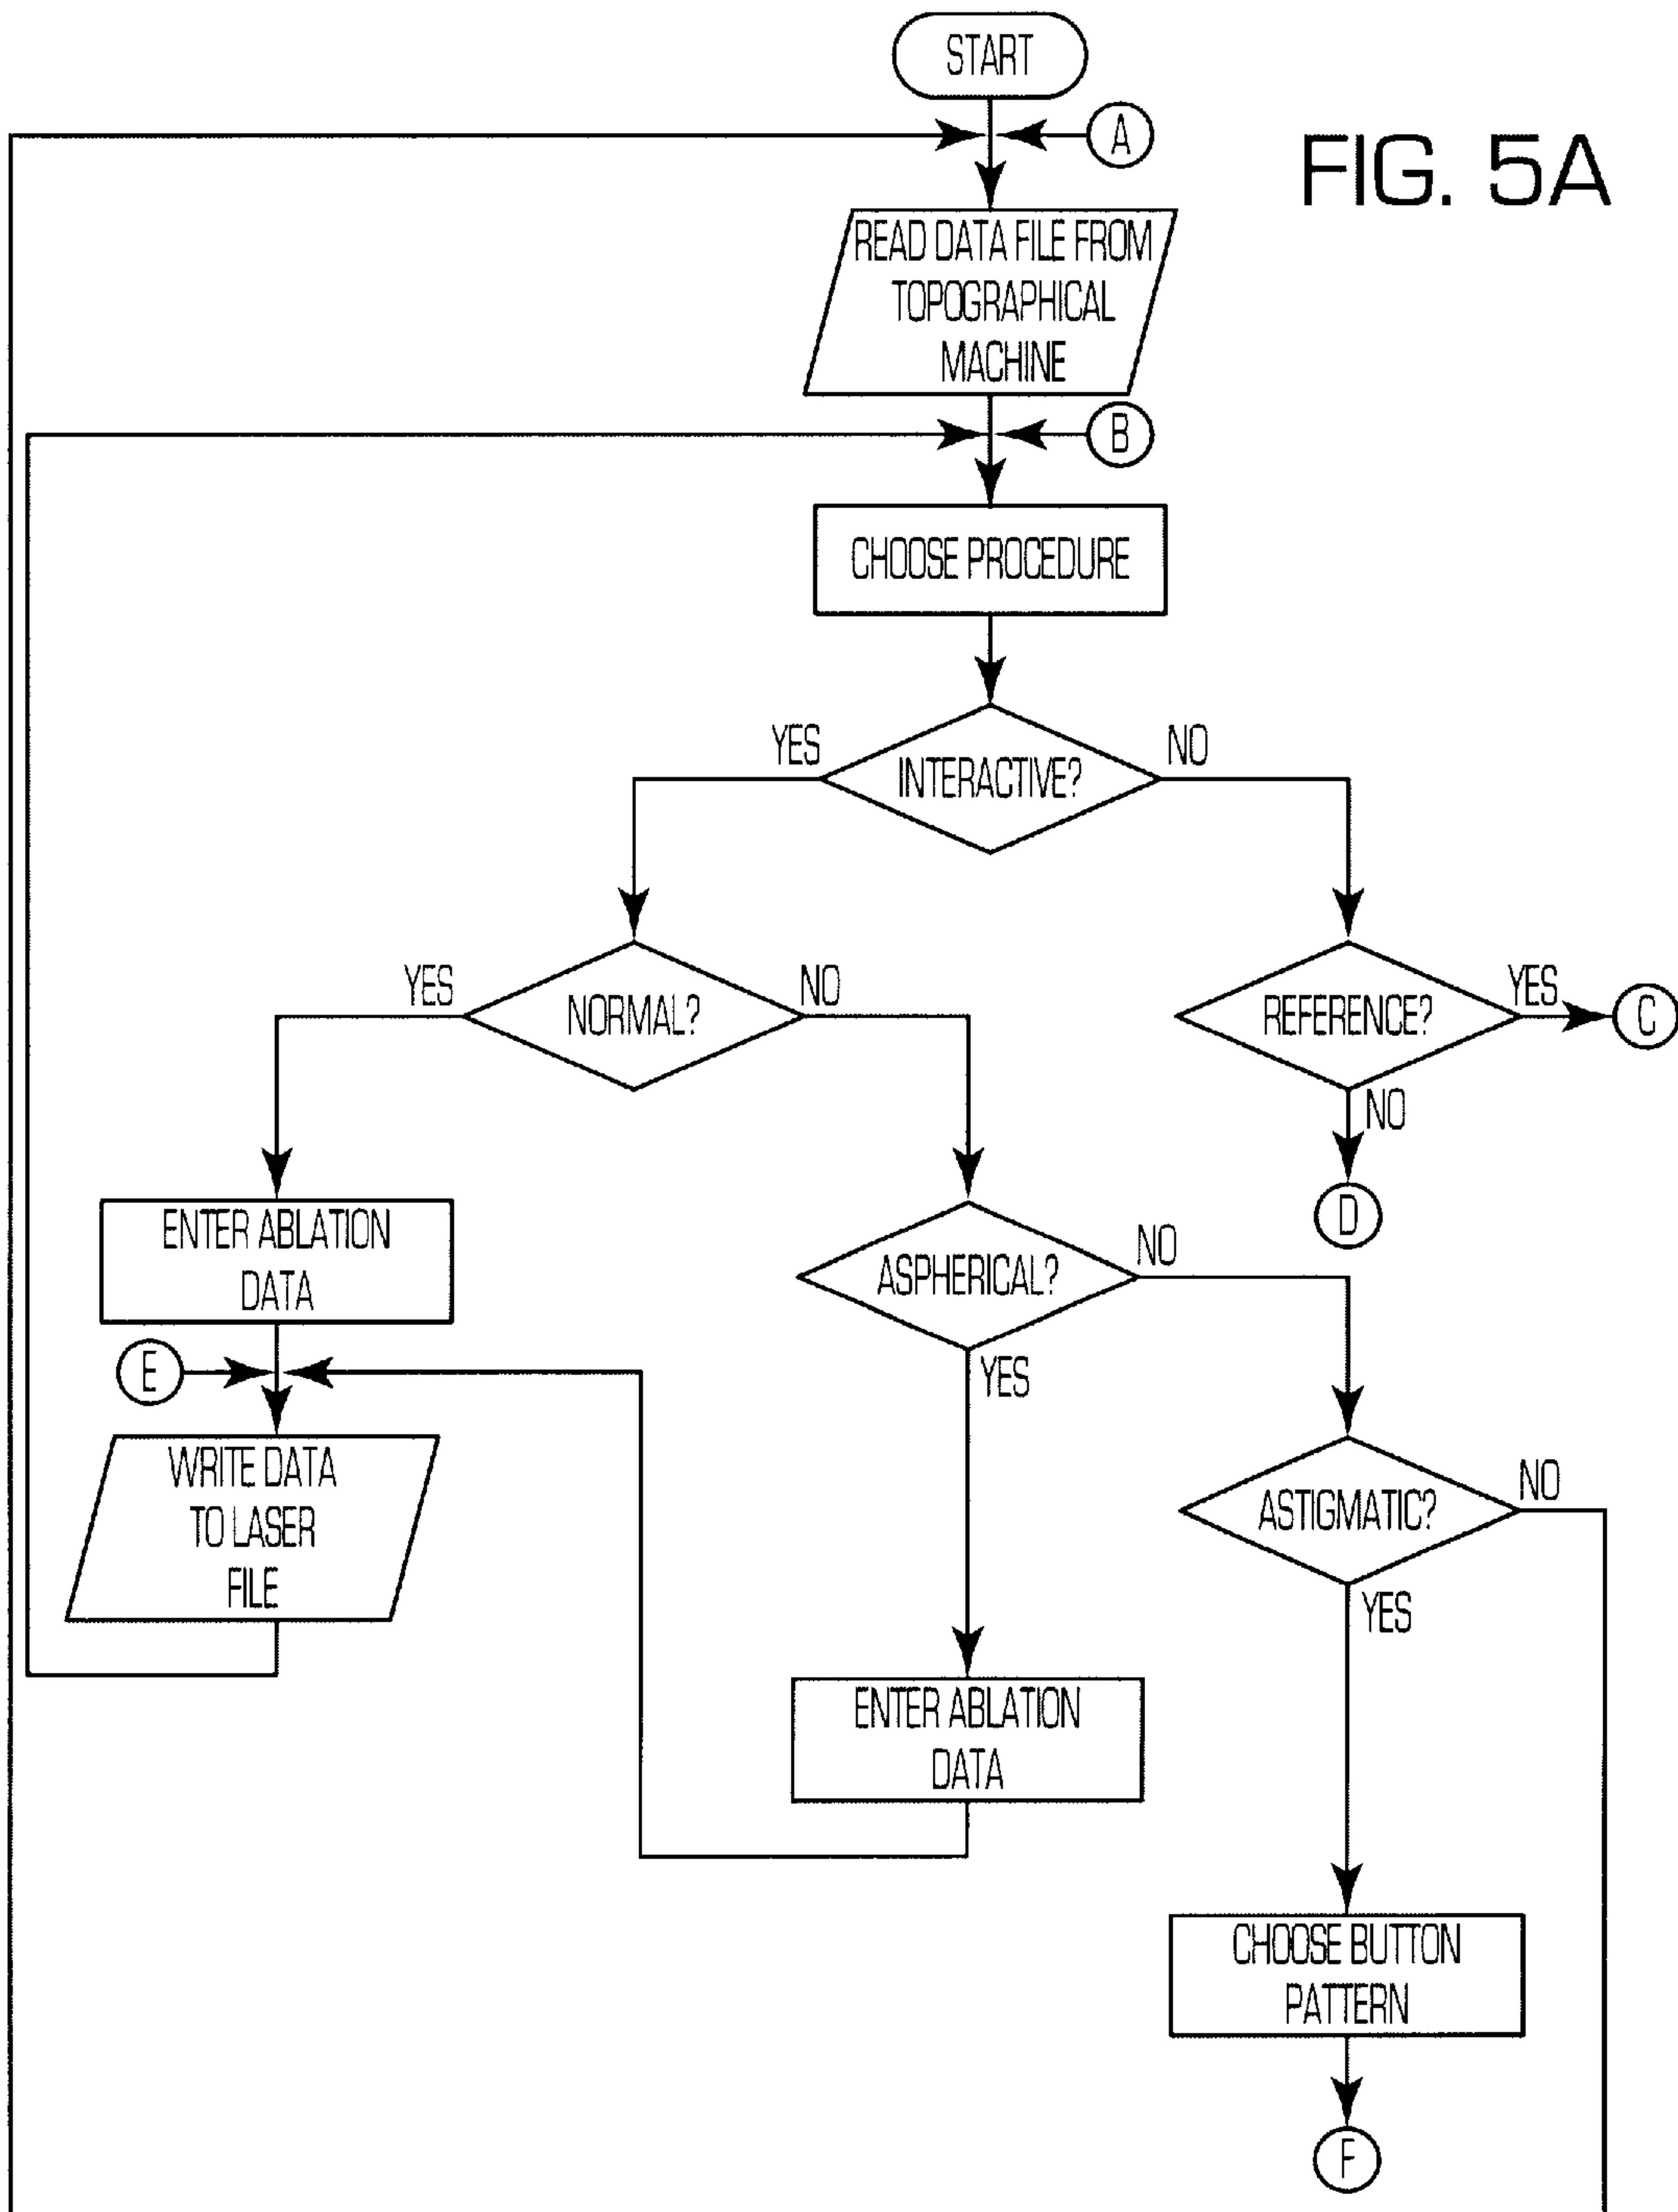 START
A
FIG. 5A
READ DATA FILE FROM
TOPOGRAPHICAL
MACHINE
B
CHOOSE PROCEDURE
YES
INTERACTIVE?
NO
YES
NORMAL?
NO
REFERENCE?
YES
C
NO
D
ENTER ABLATION
DATA
ASPHERICAL?
NO
YES
E
WRITE DATA
TO LASER
FILE
ASTIGMATIC?
NO
YES
ENTER ABLATION
DATA
CHOOSE BUTTON
PATTERN
F